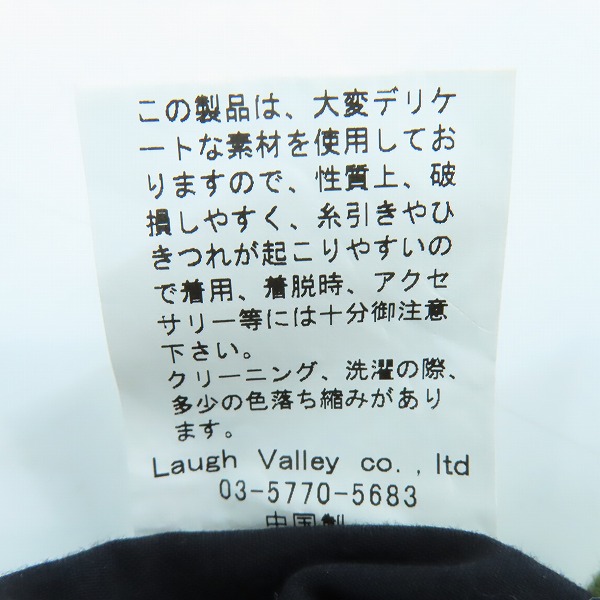 この製品は、大変デリケ
ートな素材を使用してお
りますので、性質上、破
損しやすく、糸引きやひ
きつれが起こりやすいの
で着用、着脱時、アクセ
サリー等には十分御注意
下さい。
クリーニング、洗濯の際、
多少の色落ち縮みがあり
ます。
Laugh Valley co.,ltd
03-5770-5683
中国製